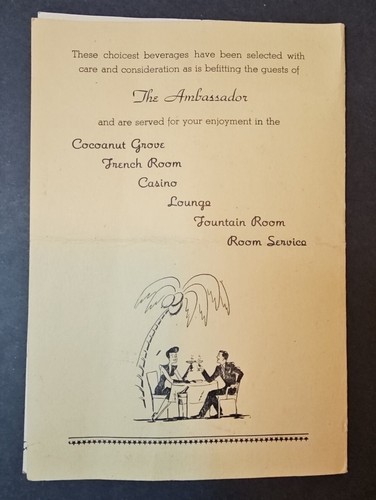 These choicest beverages have been selected with
care and consideration as is befitting the guests of
The Ambassador
and are served for your enjoyment in the
Cocoanut Grove
French Room
Casino
Lounge
Fountain Room
Room Service